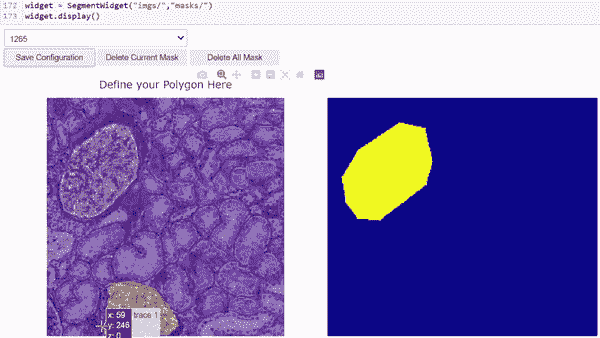 172 widget = SegmentWidget("imgs/","masks/")
173 widget.display()
1265
Save Configuration Delete Current Mask Delete All Mask
Define your Polygon Here
x: 59 trace 1
y: 246
z: 0